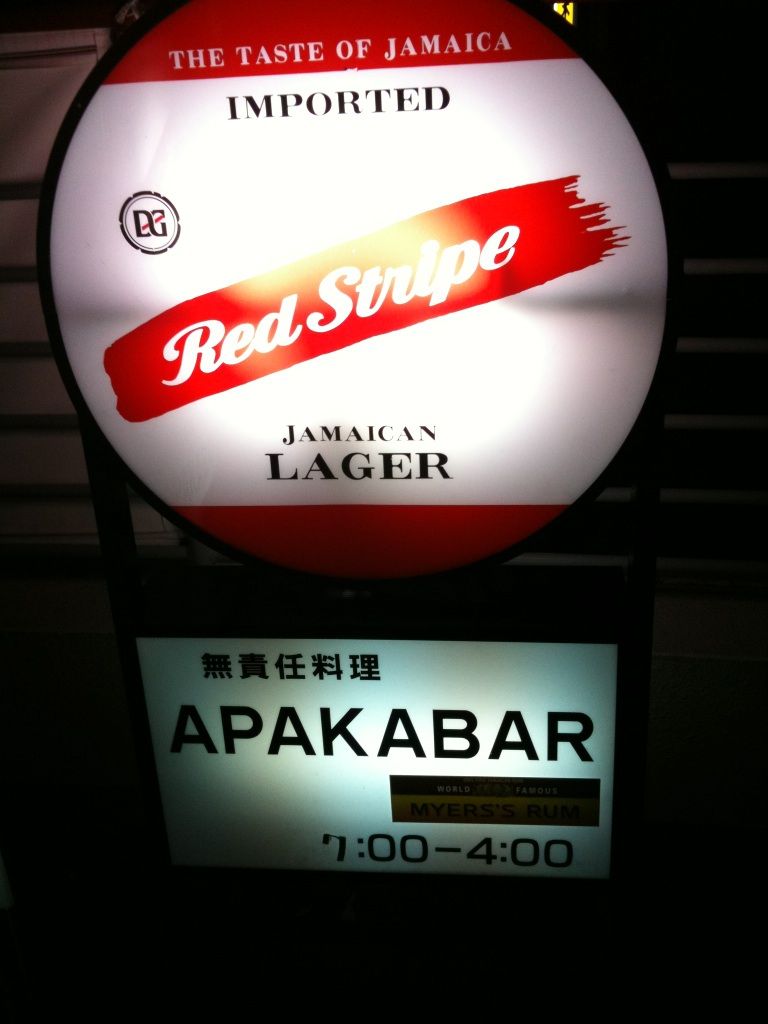 THE TASTE OF JAMAICA
IMPORTED
DG
Red Stripe
JAMAICAN
LAGER
無責任料理
APAKABAR
WORLD FAMOUS
MYERS'S RUM
7:00-4:00